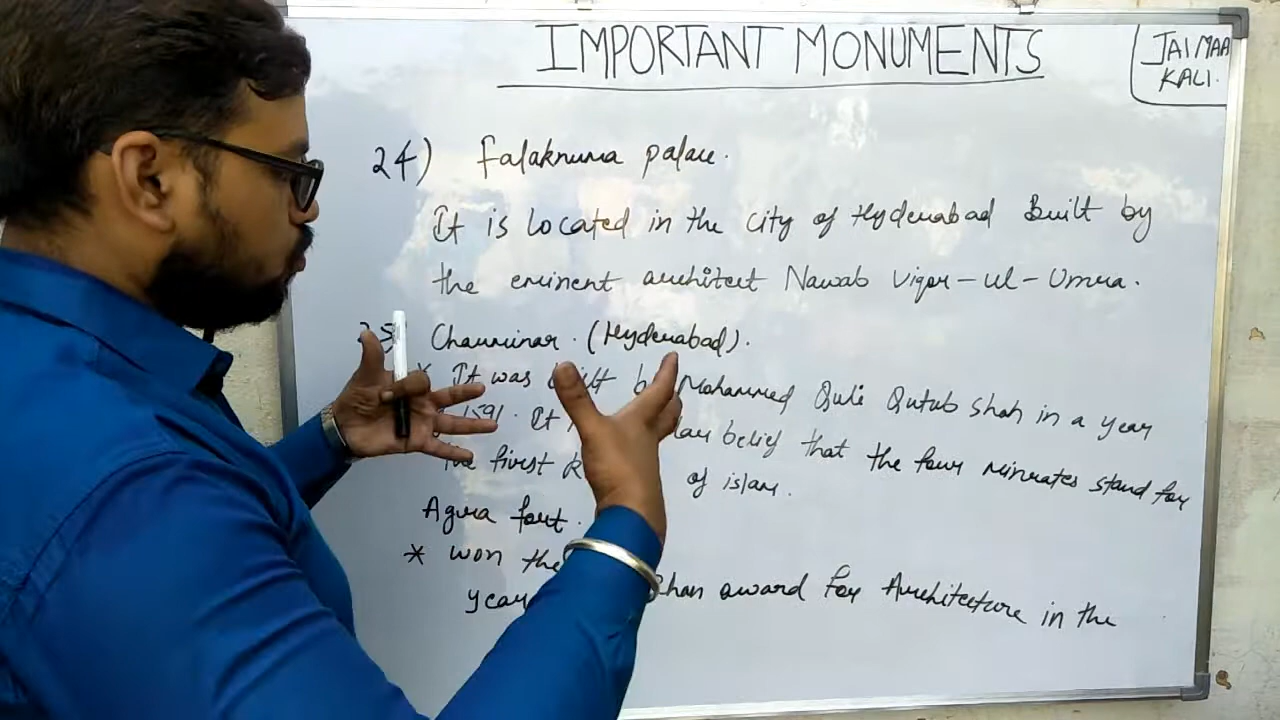 IMPORTANT MONUMENTS
JAI MAA
KALI.
24) Falaknuma palace.
It is located in the city of Hyderabad Built by
the eminent architect Nawab Viqar-ul-Umra.
Charminar. (Hyderabad).
* It was built by Mohammed Quli Qutub Shah in a year
1591. It belief that the four minrates stand for
the first of islam.
Agra fort.
* won the Khan award for Architecture in the
year